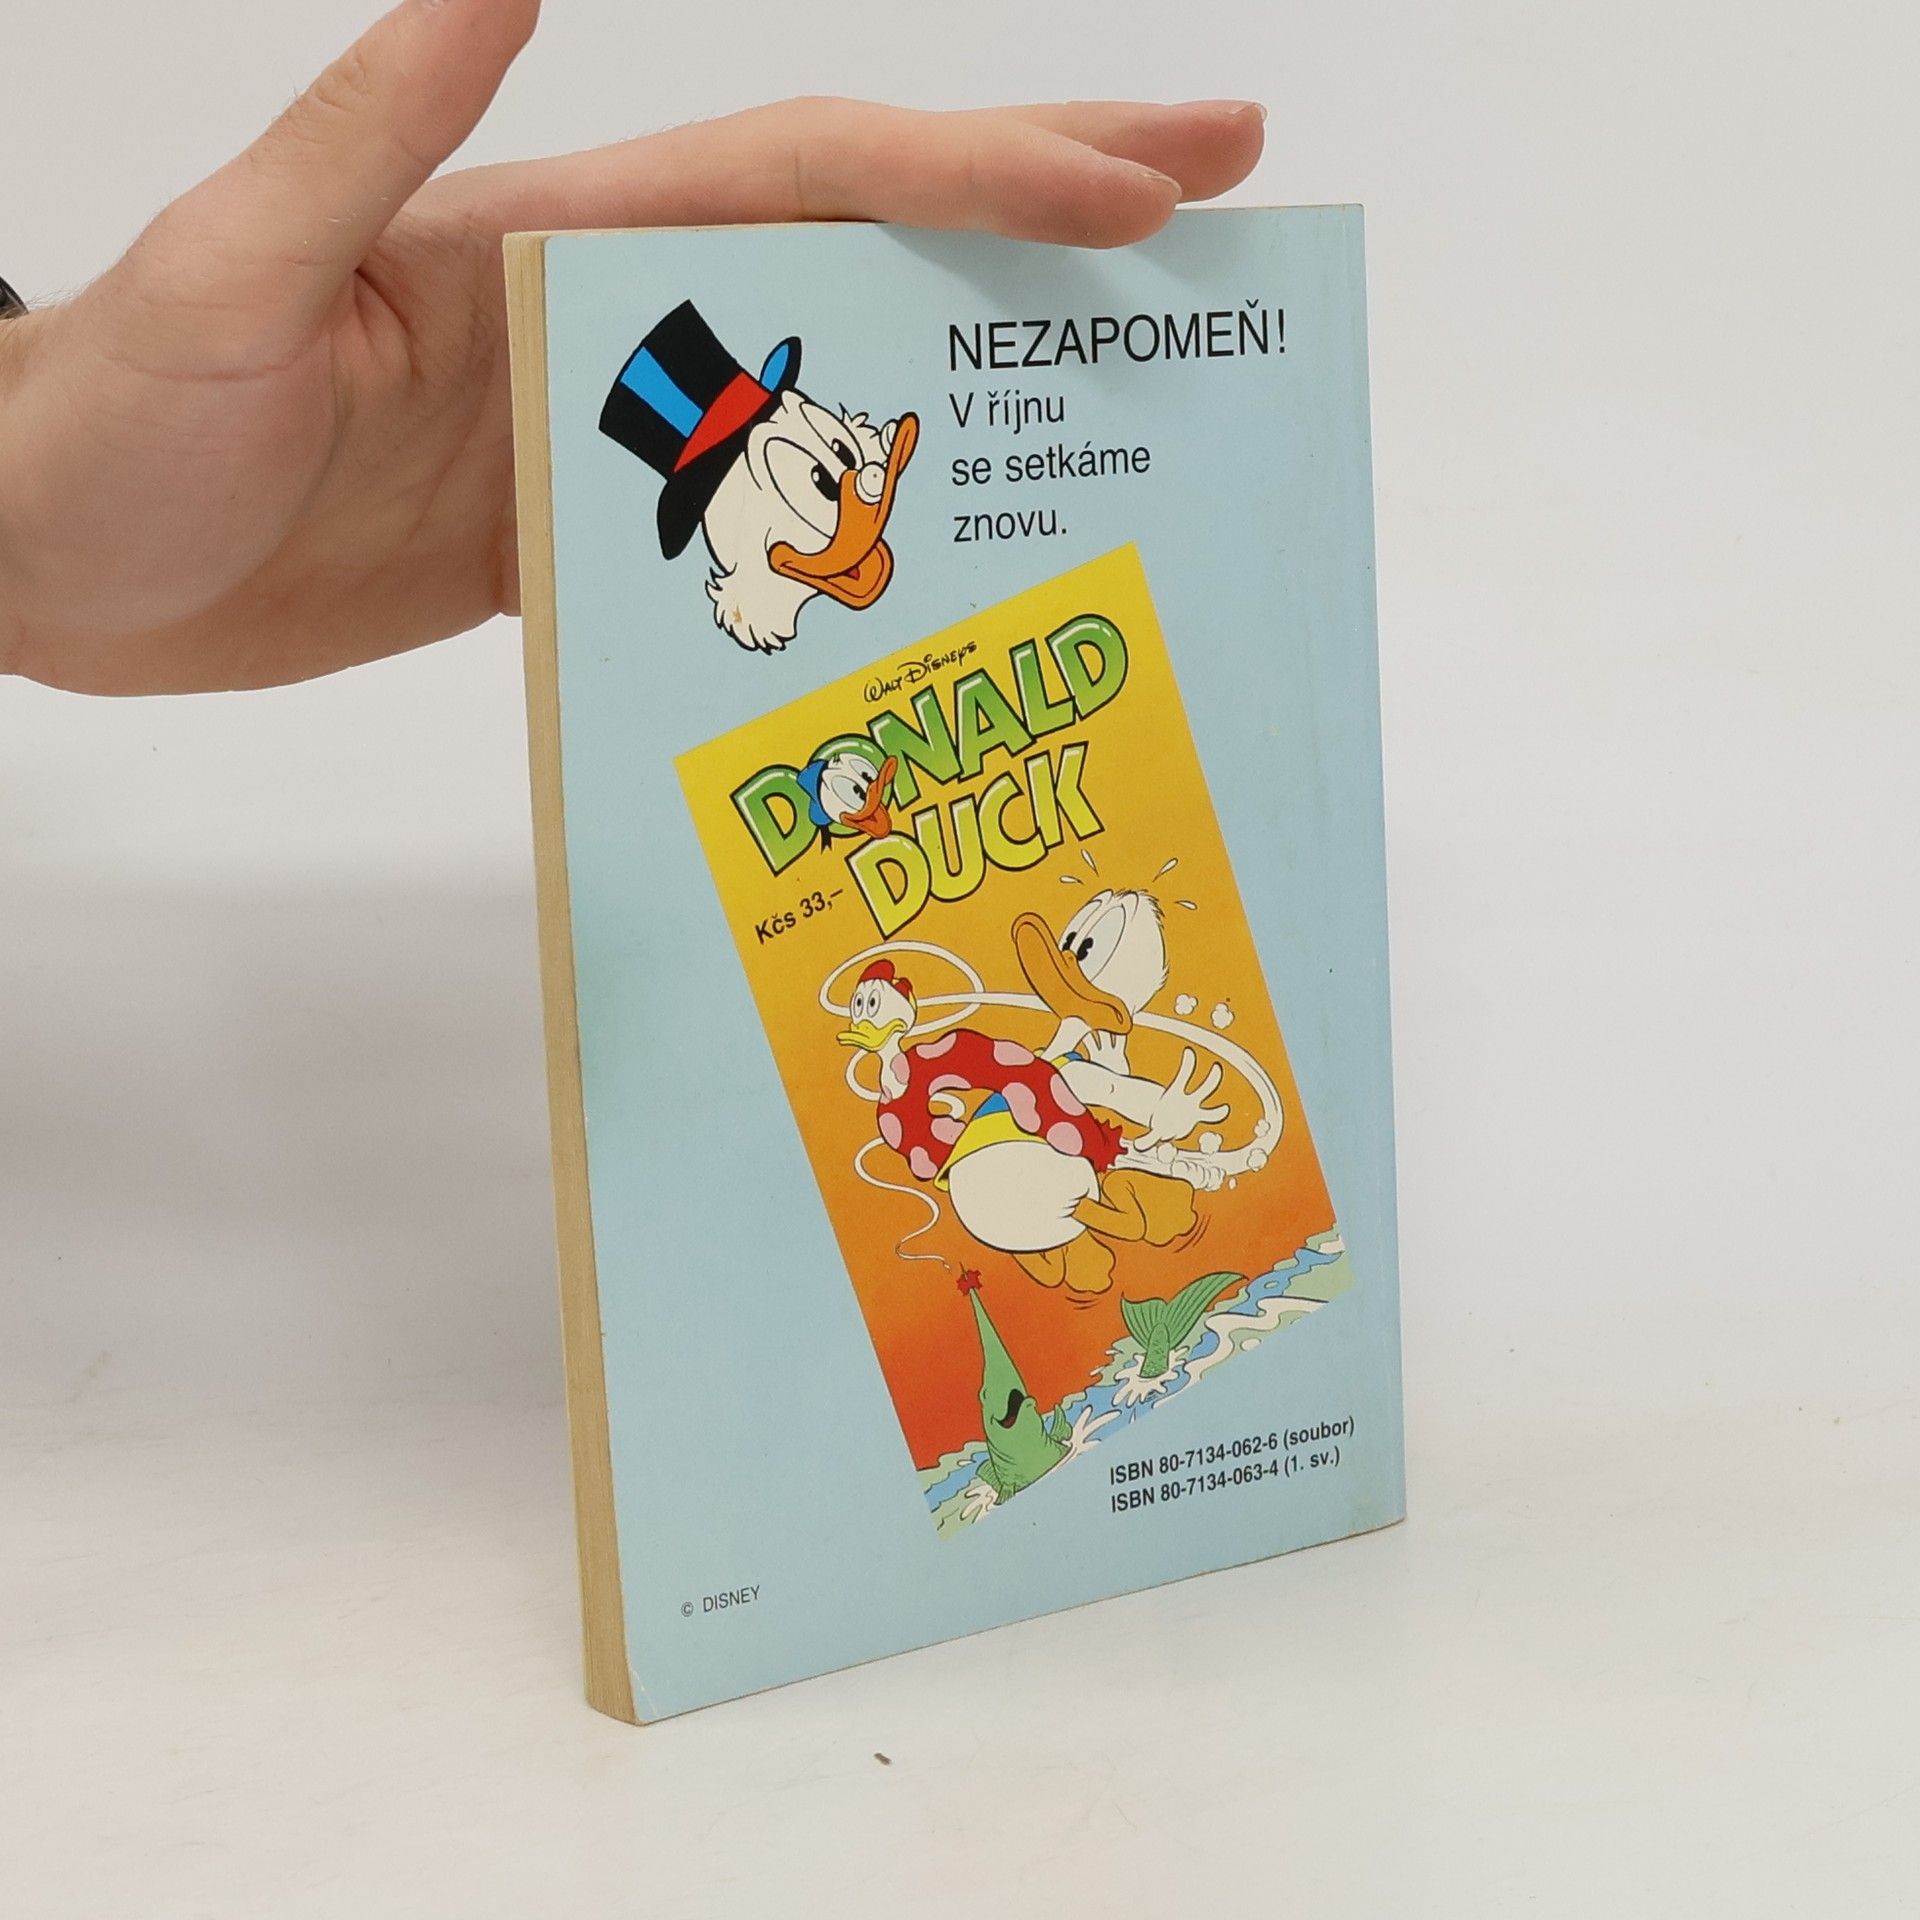 NEZAPOMEŇ!
V říjnu
se setkáme
znovu.
WALT DISNEY'S
DONALD
DUCK
Kčs 33,–
ISBN 80-7134-062-6 (soubor)
ISBN 80-7134-063-4 (1. sv.)
© DISNEY